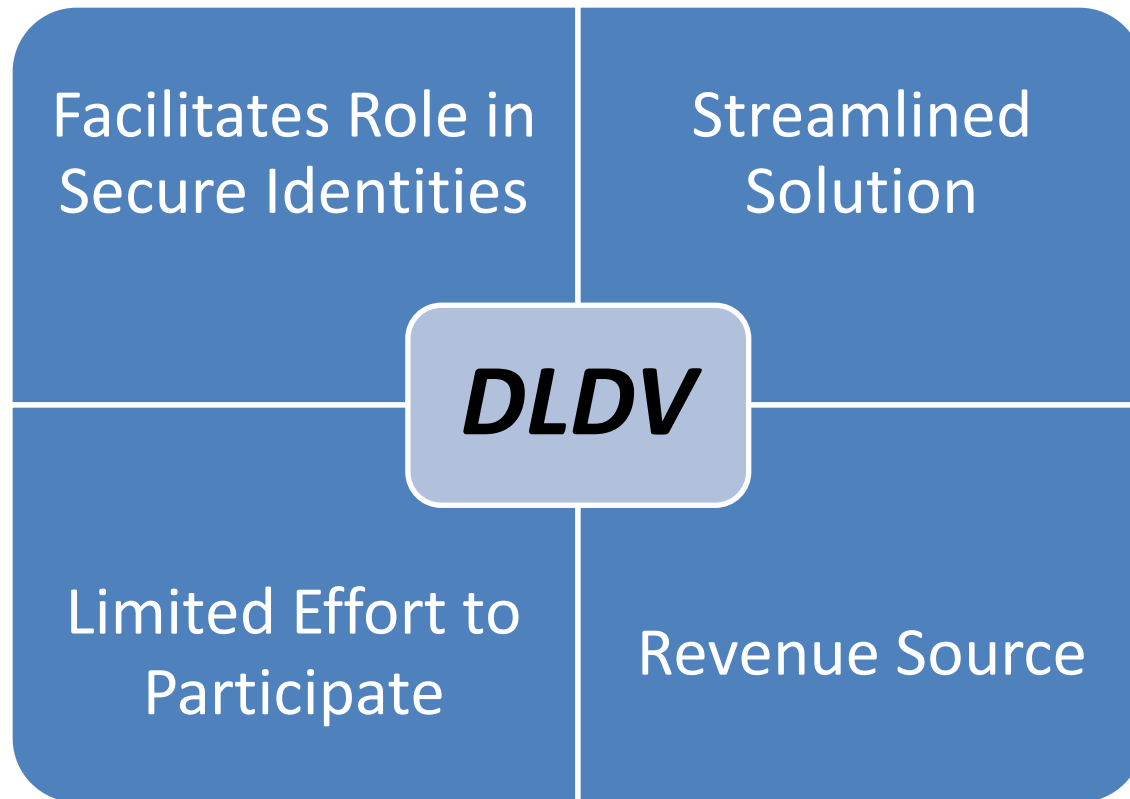 Facilitates Role in
Secure Identities
Streamlined
Solution
DLDV
Limited Effort to
Participate
Revenue Source